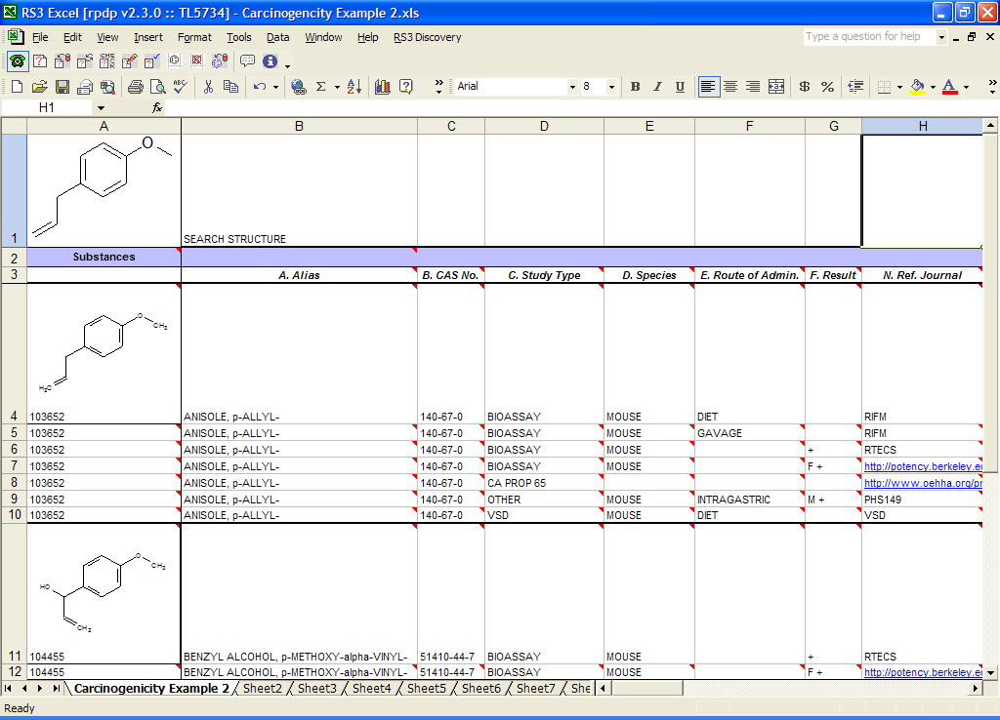 RS3 Excel [rpdp v2.3.0 :: TL5734] - Carcinogencity Example 2.xls
File Edit View Insert Format Tools Data Window Help RS3 Discovery Type a question for help
Arial 8 B I U $ %
H1 fx
A B C D E F G H
O
1 SEARCH STRUCTURE
2 Substances
3 A. Alias B. CAS No. C. Study Type D. Species E. Route of Admin. F. Result N. Ref. Journal
O
CH3
H2C
4 103652 ANISOLE, p-ALLYL- 140-67-0 BIOASSAY MOUSE DIET RIFM
5 103652 ANISOLE, p-ALLYL- 140-67-0 BIOASSAY MOUSE GAVAGE RIFM
6 103652 ANISOLE, p-ALLYL- 140-67-0 BIOASSAY MOUSE + RTECS
7 103652 ANISOLE, p-ALLYL- 140-67-0 BIOASSAY MOUSE F + http://potency.berkeley.e
8 103652 ANISOLE, p-ALLYL- 140-67-0 CA PROP 65 http://www.oehha.org/pr
9 103652 ANISOLE, p-ALLYL- 140-67-0 OTHER MOUSE INTRAGASTRIC M + PHS149
10 103652 ANISOLE, p-ALLYL- 140-67-0 VSD MOUSE DIET VSD
O
CH3
HO
CH2
11 104455 BENZYL ALCOHOL, p-METHOXY-alpha-VINYL- 51410-44-7 BIOASSAY MOUSE + RTECS
12 104455 BENZYL ALCOHOL, p-METHOXY-alpha-VINYL- 51410-44-7 BIOASSAY MOUSE F + http://potency.berkeley.e
Carcinogenicity Example 2 Sheet2 Sheet3 Sheet4 Sheet5 Sheet6 Sheet7 She
Ready